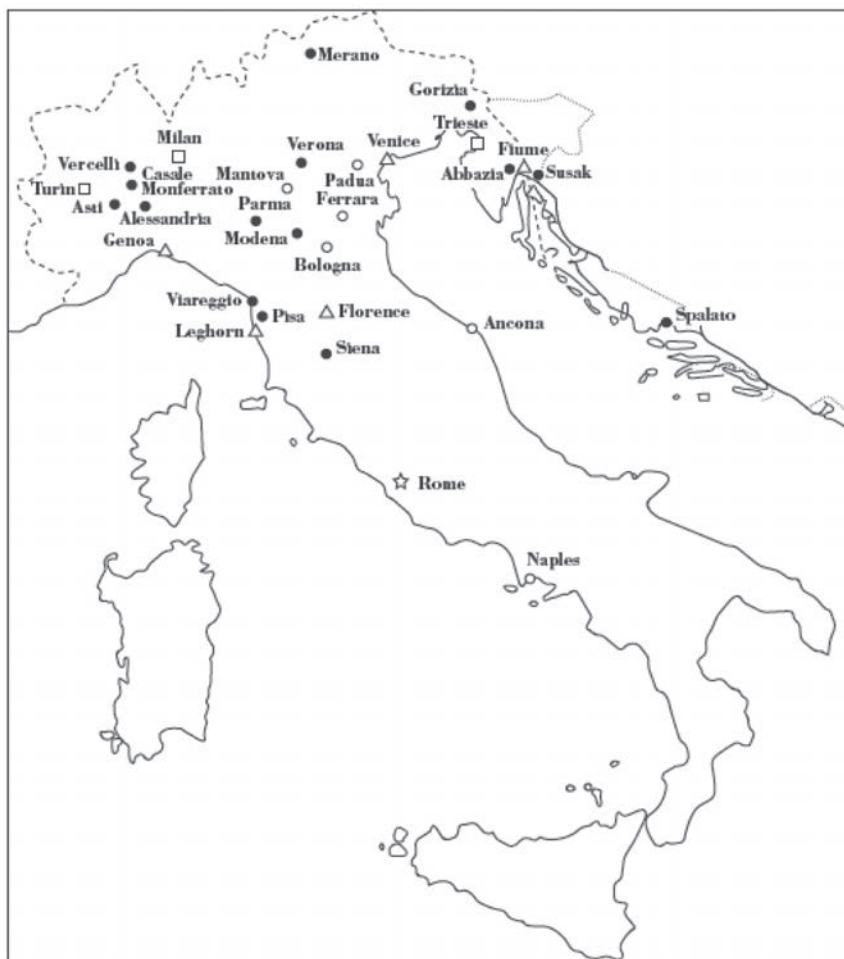 Merano
Gorizia
Trieste
Milan
Verona
Venice
Fiume
Vercelli
Casale
Monferrato
Mantova
Padua
Abbazia
Susak
Turin
Parma
Ferrara
Asti
Alessandria
Modena
Genoa
Bologna
Viareggio
Pisa
Florence
Ancona
Spalato
Leghorn
Siena
Rome
Naples